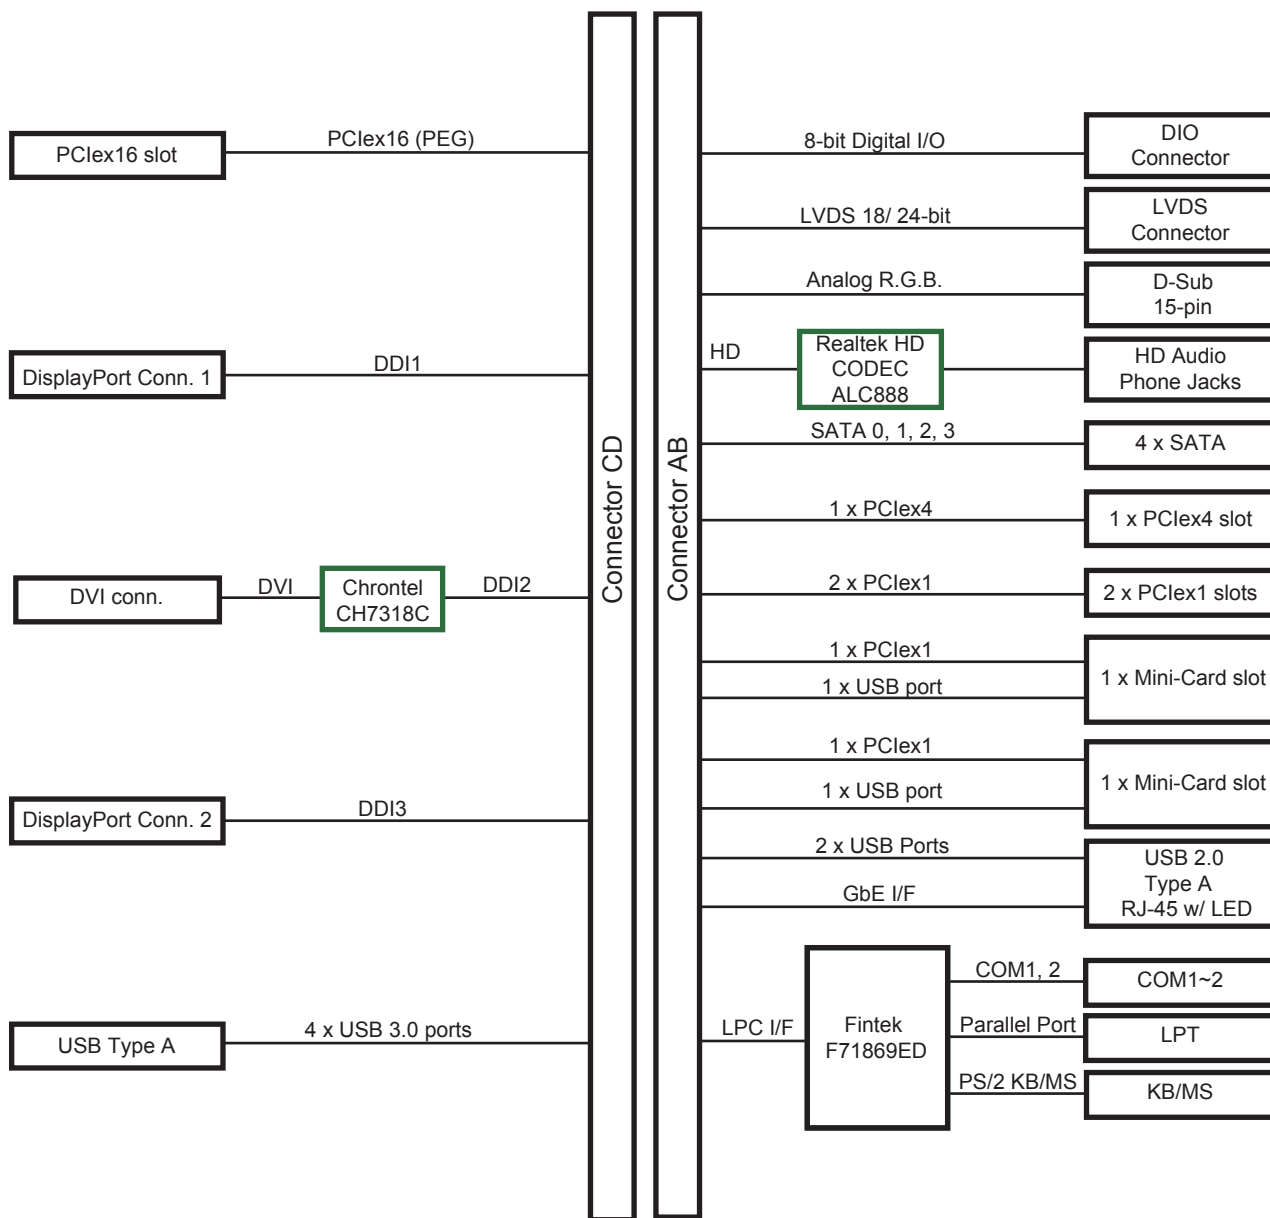 PCIex16 slot
PCIex16 (PEG)
DisplayPort Conn. 1
DDI1
DVI conn.
DVI
Chrontel
CH7318C
DDI2
DisplayPort Conn. 2
DDI3
USB Type A
4 x USB 3.0 ports
Connector CD
Connector AB
8-bit Digital I/O
DIO
Connector
LVDS 18/ 24-bit
LVDS
Connector
Analog R.G.B.
D-Sub
15-pin
HD
Realtek HD
CODEC
ALC888
HD Audio
Phone Jacks
SATA 0, 1, 2, 3
4 x SATA
1 x PCIex4
1 x PCIex4 slot
2 x PCIex1
2 x PCIex1 slots
1 x PCIex1
1 x USB port
1 x Mini-Card slot
1 x PCIex1
1 x USB port
1 x Mini-Card slot
2 x USB Ports
GbE I/F
USB 2.0
Type A
RJ-45 w/ LED
LPC I/F
Fintek
F71869ED
COM1, 2
COM1~2
Parallel Port
LPT
PS/2 KB/MS
KB/MS